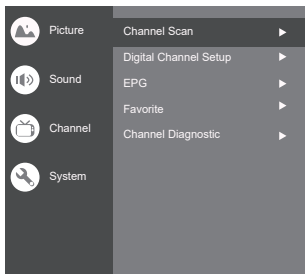 Picture
Sound
Channel
System
Channel Scan
Digital Channel Setup
EPG
Favorite
Channel Diagnostic